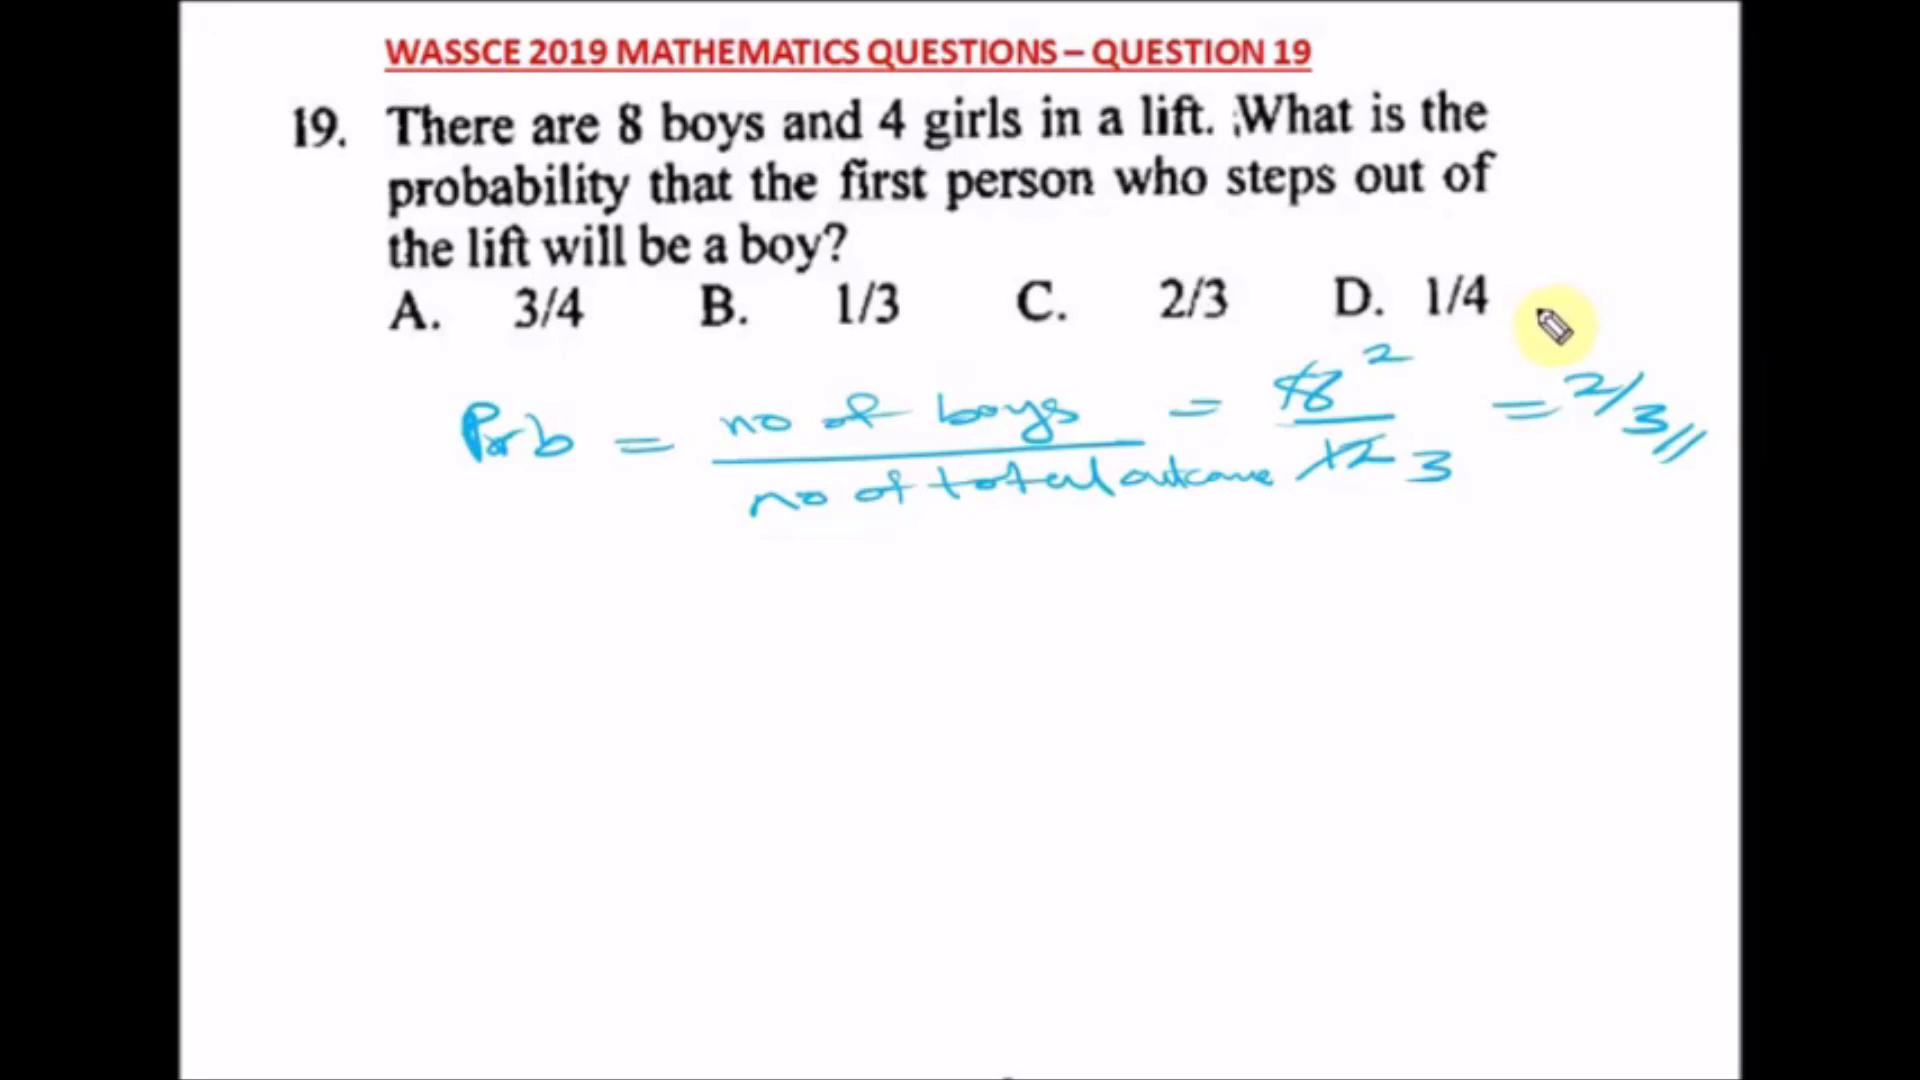 WASSCE 2019 MATHEMATICS QUESTIONS – QUESTION 19
19. There are 8 boys and 4 girls in a lift. What is the
probability that the first person who steps out of
the lift will be a boy?
A. 3/4 B. 1/3 C. 2/3 D. 1/4
Prb = no of boys / no of total outcome = 8 2 / 12 3 = 2/3